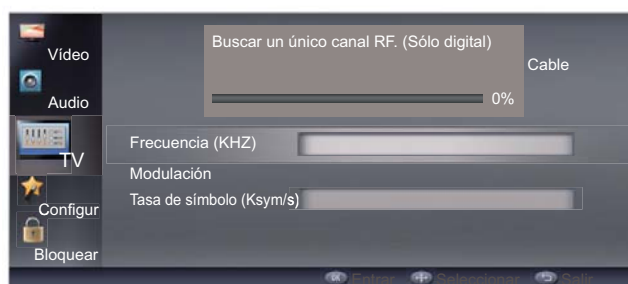 Vídeo
Audio
TV
Configur
Bloquear
Buscar un único canal RF. (Sólo digital)
Cable
0%
Frecuencia (KHZ)
Modulación
Tasa de símbolo (Ksym/s)
OK Entrar Seleccionar Salir